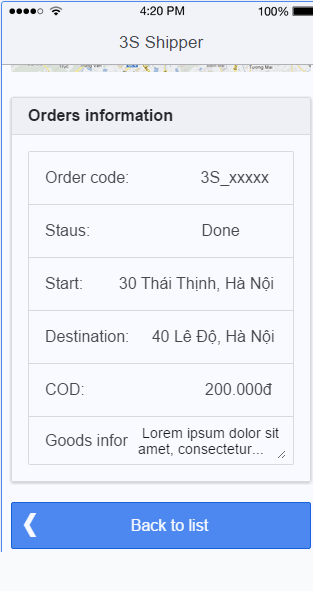 4:20 PM 100%
3S Shipper
Tương Mai
Orders information
Order code: 3S_xxxxx
Staus: Done
Start: 30 Thái Thịnh, Hà Nội
Destination: 40 Lê Độ, Hà Nội
COD: 200.000đ
Goods infor Lorem ipsum dolor sit
amet, consectetur...
Back to list